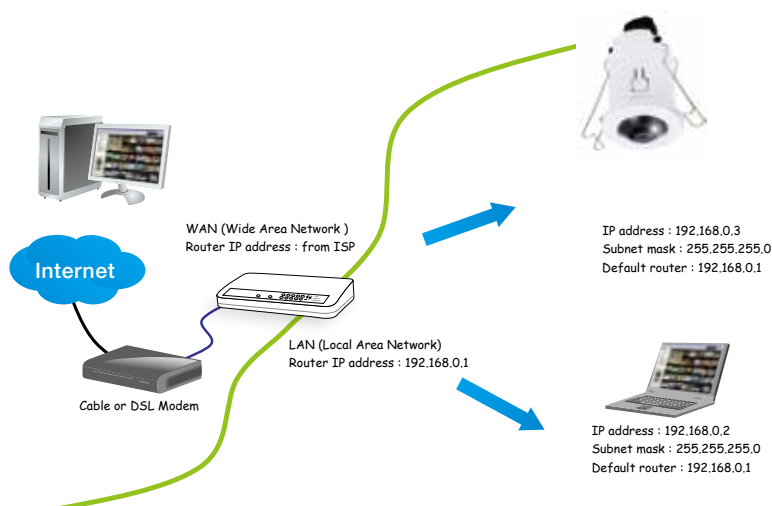 WAN (Wide Area Network )
Router IP address : from ISP
Internet
LAN (Local Area Network)
Router IP address : 192.168.0.1
Cable or DSL Modem
IP address : 192.168.0.3
Subnet mask : 255.255.255.0
Default router : 192.168.0.1
IP address : 192.168.0.2
Subnet mask : 255.255.255.0
Default router : 192.168.0.1